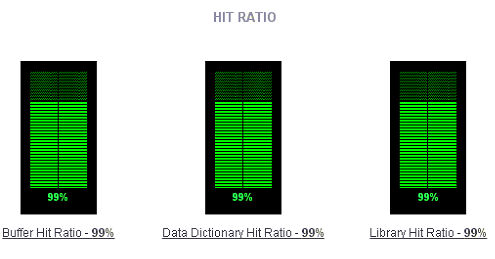 HIT RATIO
99% 99% 99%
Buffer Hit Ratio - 99% Data Dictionary Hit Ratio - 99% Library Hit Ratio - 99%